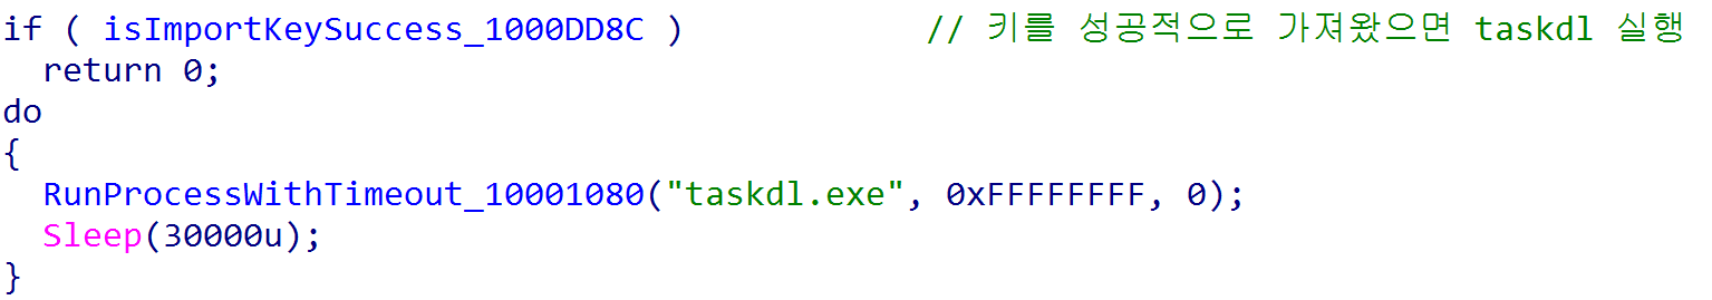 if ( isImportKeySuccess_1000DD8C ) // 키를 성공적으로 가져왔으면 taskdl 실행
return 0;
do
{
RunProcessWithTimeout_10001080("taskdl.exe", 0xFFFFFFFF, 0);
Sleep(30000u);
}